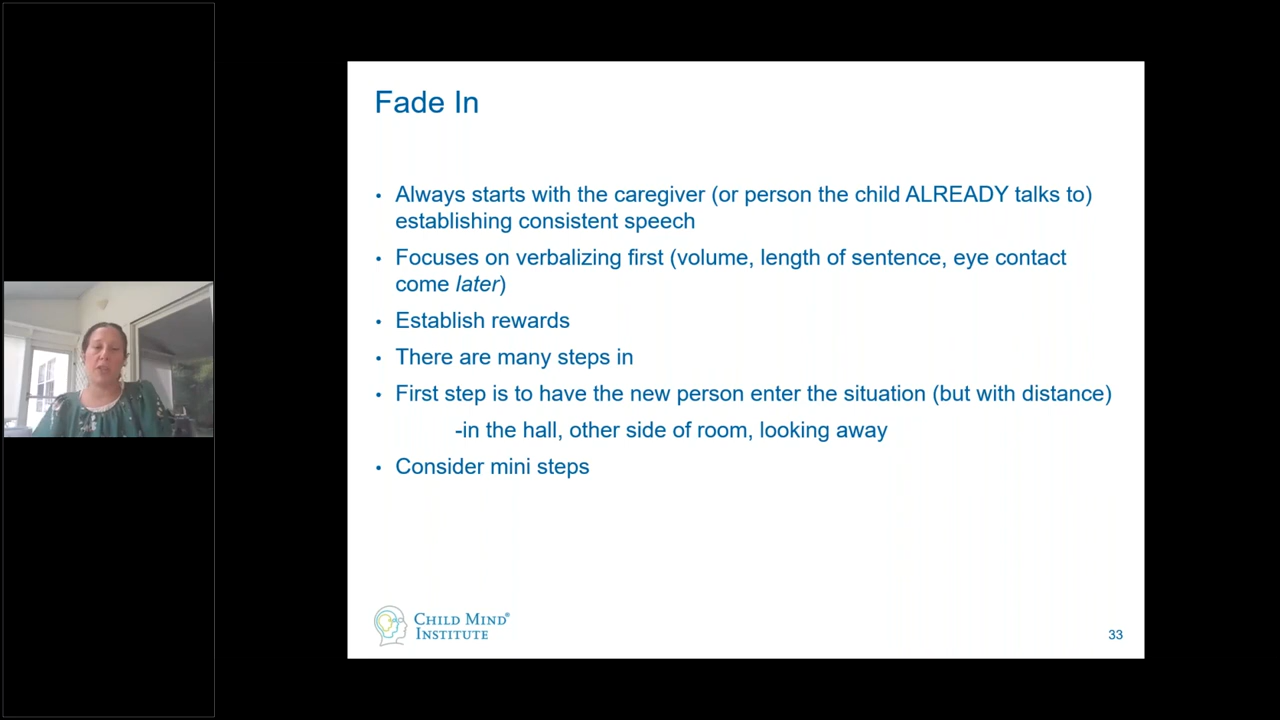 Fade In
• Always starts with the caregiver (or person the child ALREADY talks to)
establishing consistent speech
• Focuses on verbalizing first (volume, length of sentence, eye contact
come later)
• Establish rewards
• There are many steps in
• First step is to have the new person enter the situation (but with distance)
-in the hall, other side of room, looking away
• Consider mini steps
CHILD MIND®
INSTITUTE
33